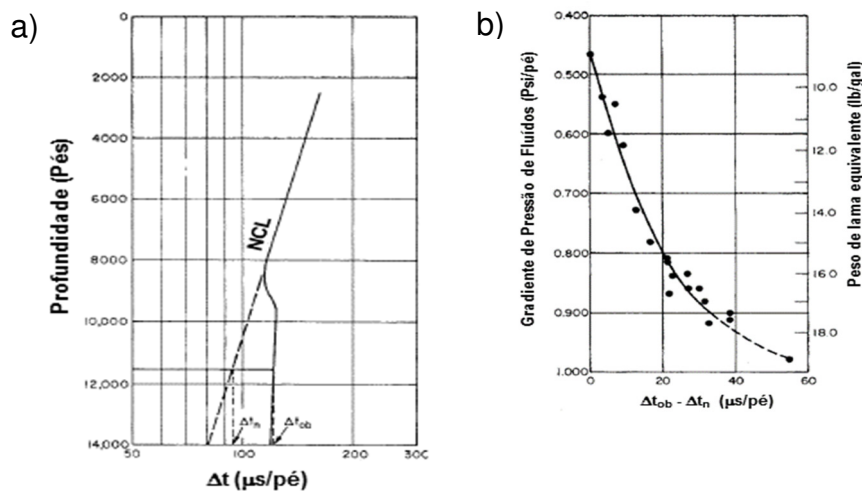 a)
Profundidade (Pés)
0
2000
4000
6000
8000
10,000
12,000
14,000
NCL
Δtn
Δtob
50
100
200
300
Δt (μs/pé)
b)
Gradiente de Pressão de Fluídos (Psi/pé)
0.400
0.500
0.600
0.700
0.800
0.900
1.000
Peso de lama equivalente (lb/gal)
9.0
12.0
14.0
16.0
18.0
0
20
40
60
Δtob - Δtn (μs/pé)